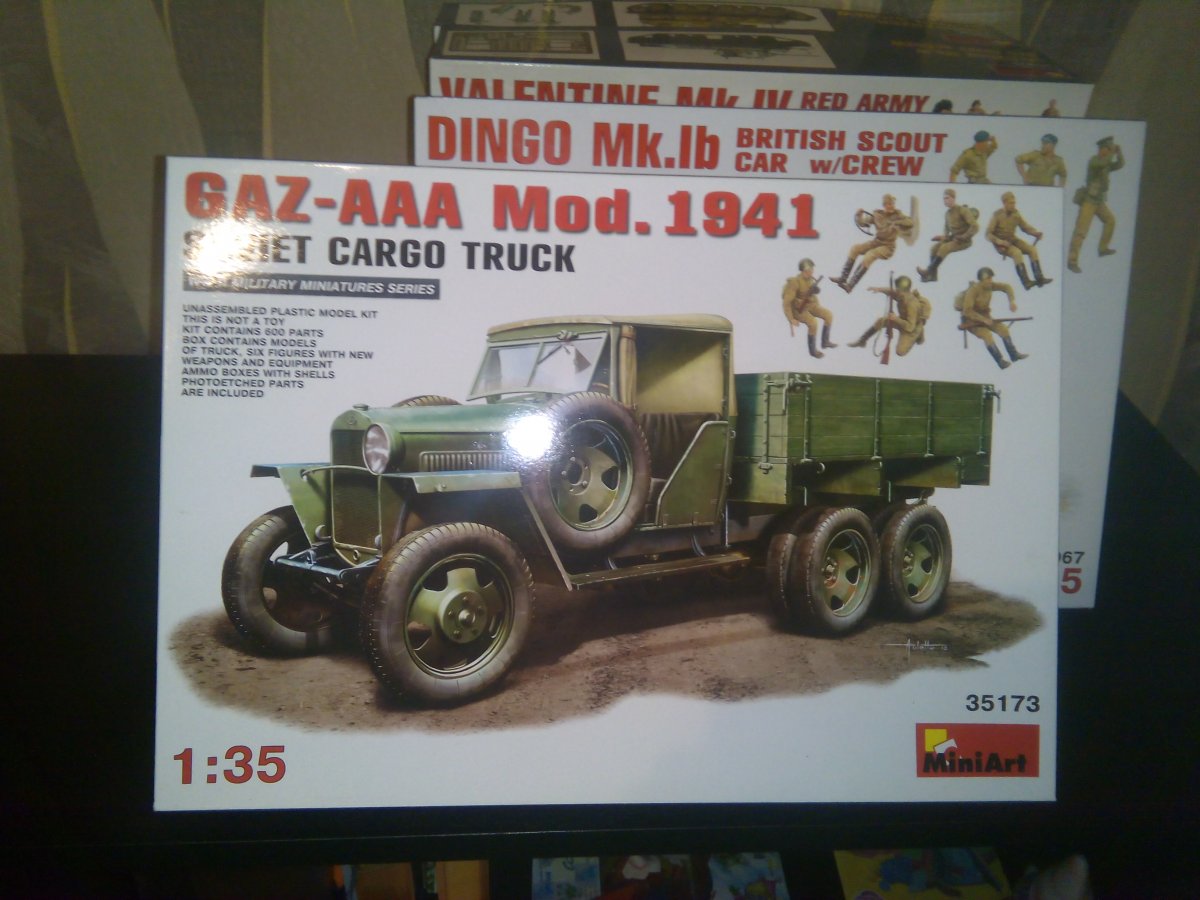 VALENTINE Mk.IV RED ARMY
DINGO Mk.Ib BRITISH SCOUT
CAR w/CREW
GAZ-AAA Mod. 1941
SOVIET CARGO TRUCK
MILITARY MINIATURES SERIES
UNASSEMBLED PLASTIC MODEL KIT
THIS IS NOT A TOY
KIT CONTAINS 600 PARTS
BOX CONTAINS MODELS
OF TRUCK, SIX FIGURES WITH NEW
WEAPONS AND EQUIPMENT
AMMO BOXES WITH SHELLS
PHOTOETCHED PARTS
ARE INCLUDED
067
5
35173
MiniArt
1:35